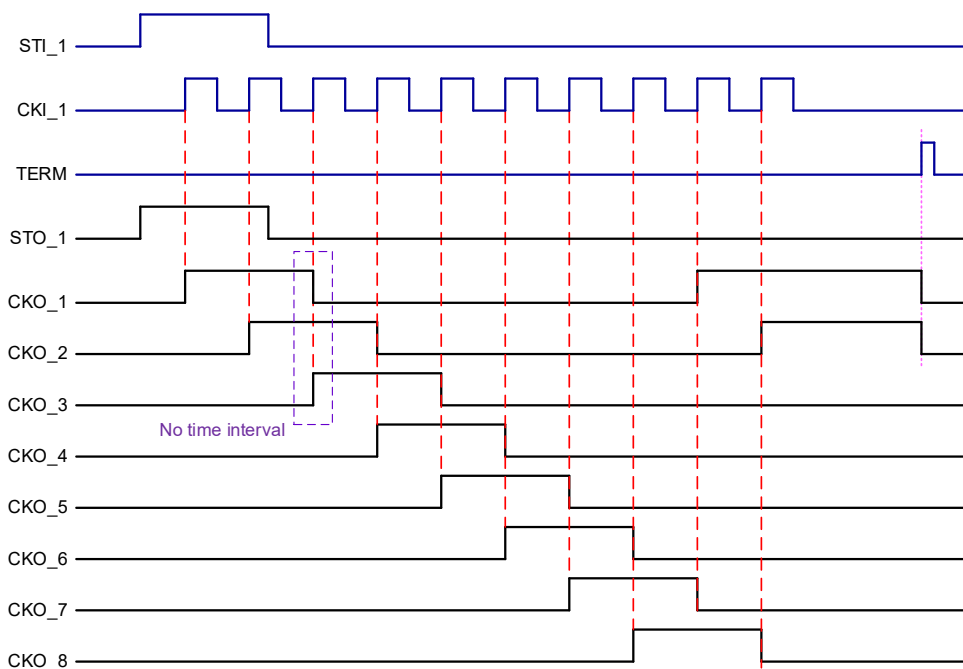 STI_1
CKI_1
TERM
STO_1
CKO_1
CKO_2
CKO_3
No time interval
CKO_4
CKO_5
CKO_6
CKO_7
CKO_8